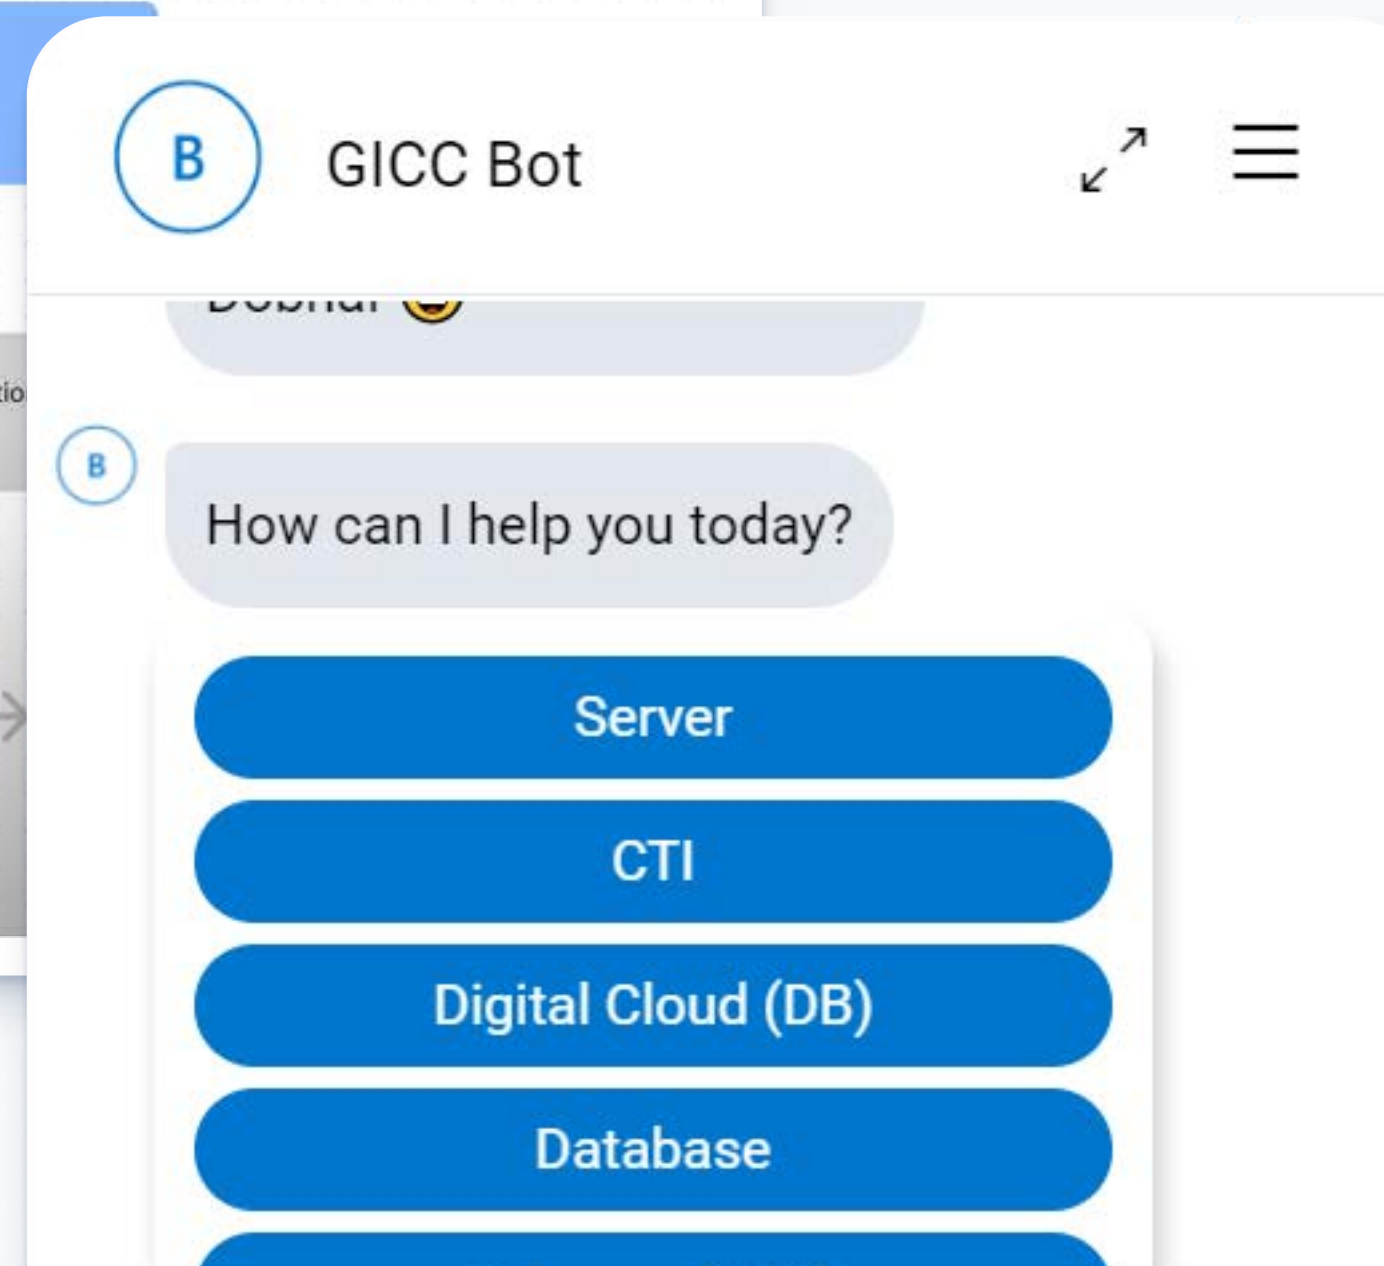 B
GICC Bot
B
How can I help you today?
Server
CTI
Digital Cloud (DB)
Database